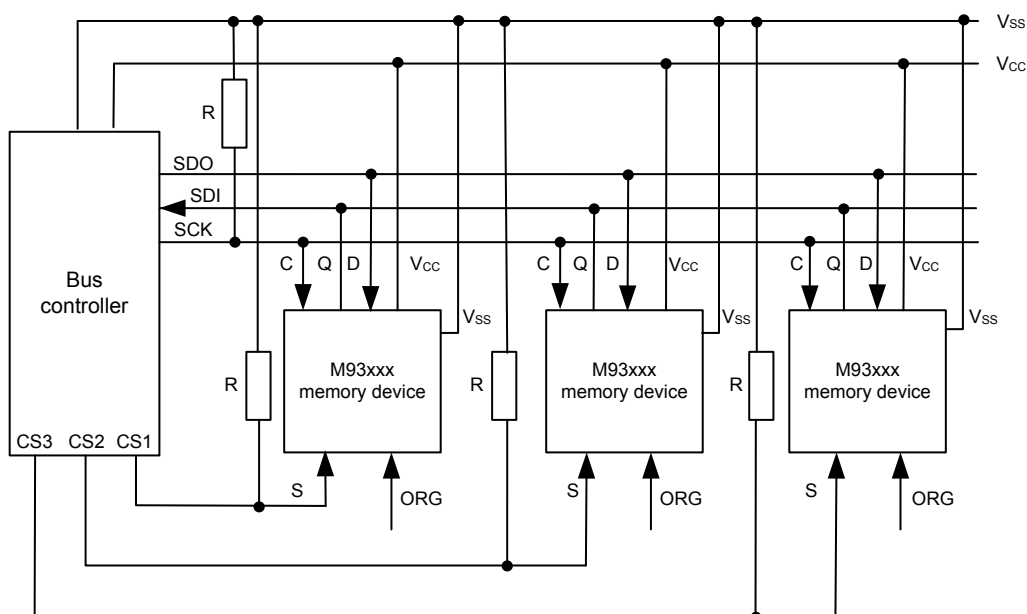 VSS
VCC
R
SDO
SDI
SCK
C
Q
D
VCC
C
Q
D
VCC
C
Q
D
VCC
Bus
controller
VSS
VSS
VSS
R
M93xxx
memory device
R
M93xxx
memory device
R
M93xxx
memory device
CS3
CS2
CS1
S
ORG
S
ORG
S
ORG